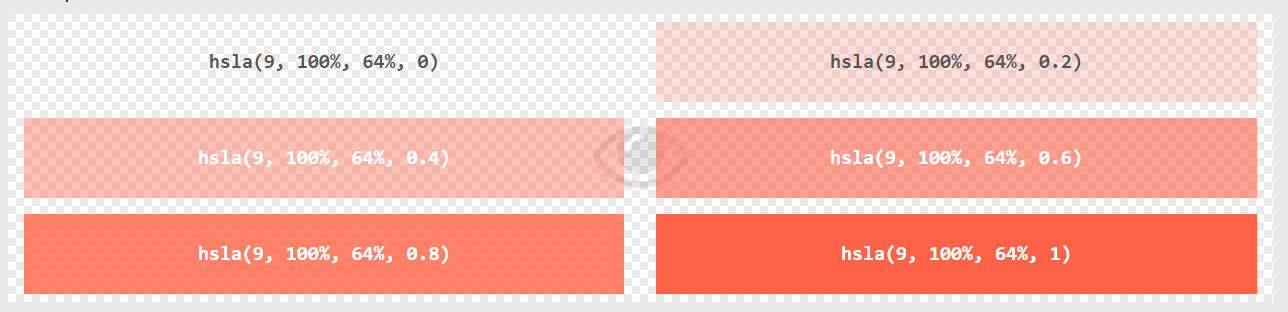 hsla(9, 100%, 64%, 0)
hsla(9, 100%, 64%, 0.2)
hsla(9, 100%, 64%, 0.4)
hsla(9, 100%, 64%, 0.6)
hsla(9, 100%, 64%, 0.8)
hsla(9, 100%, 64%, 1)